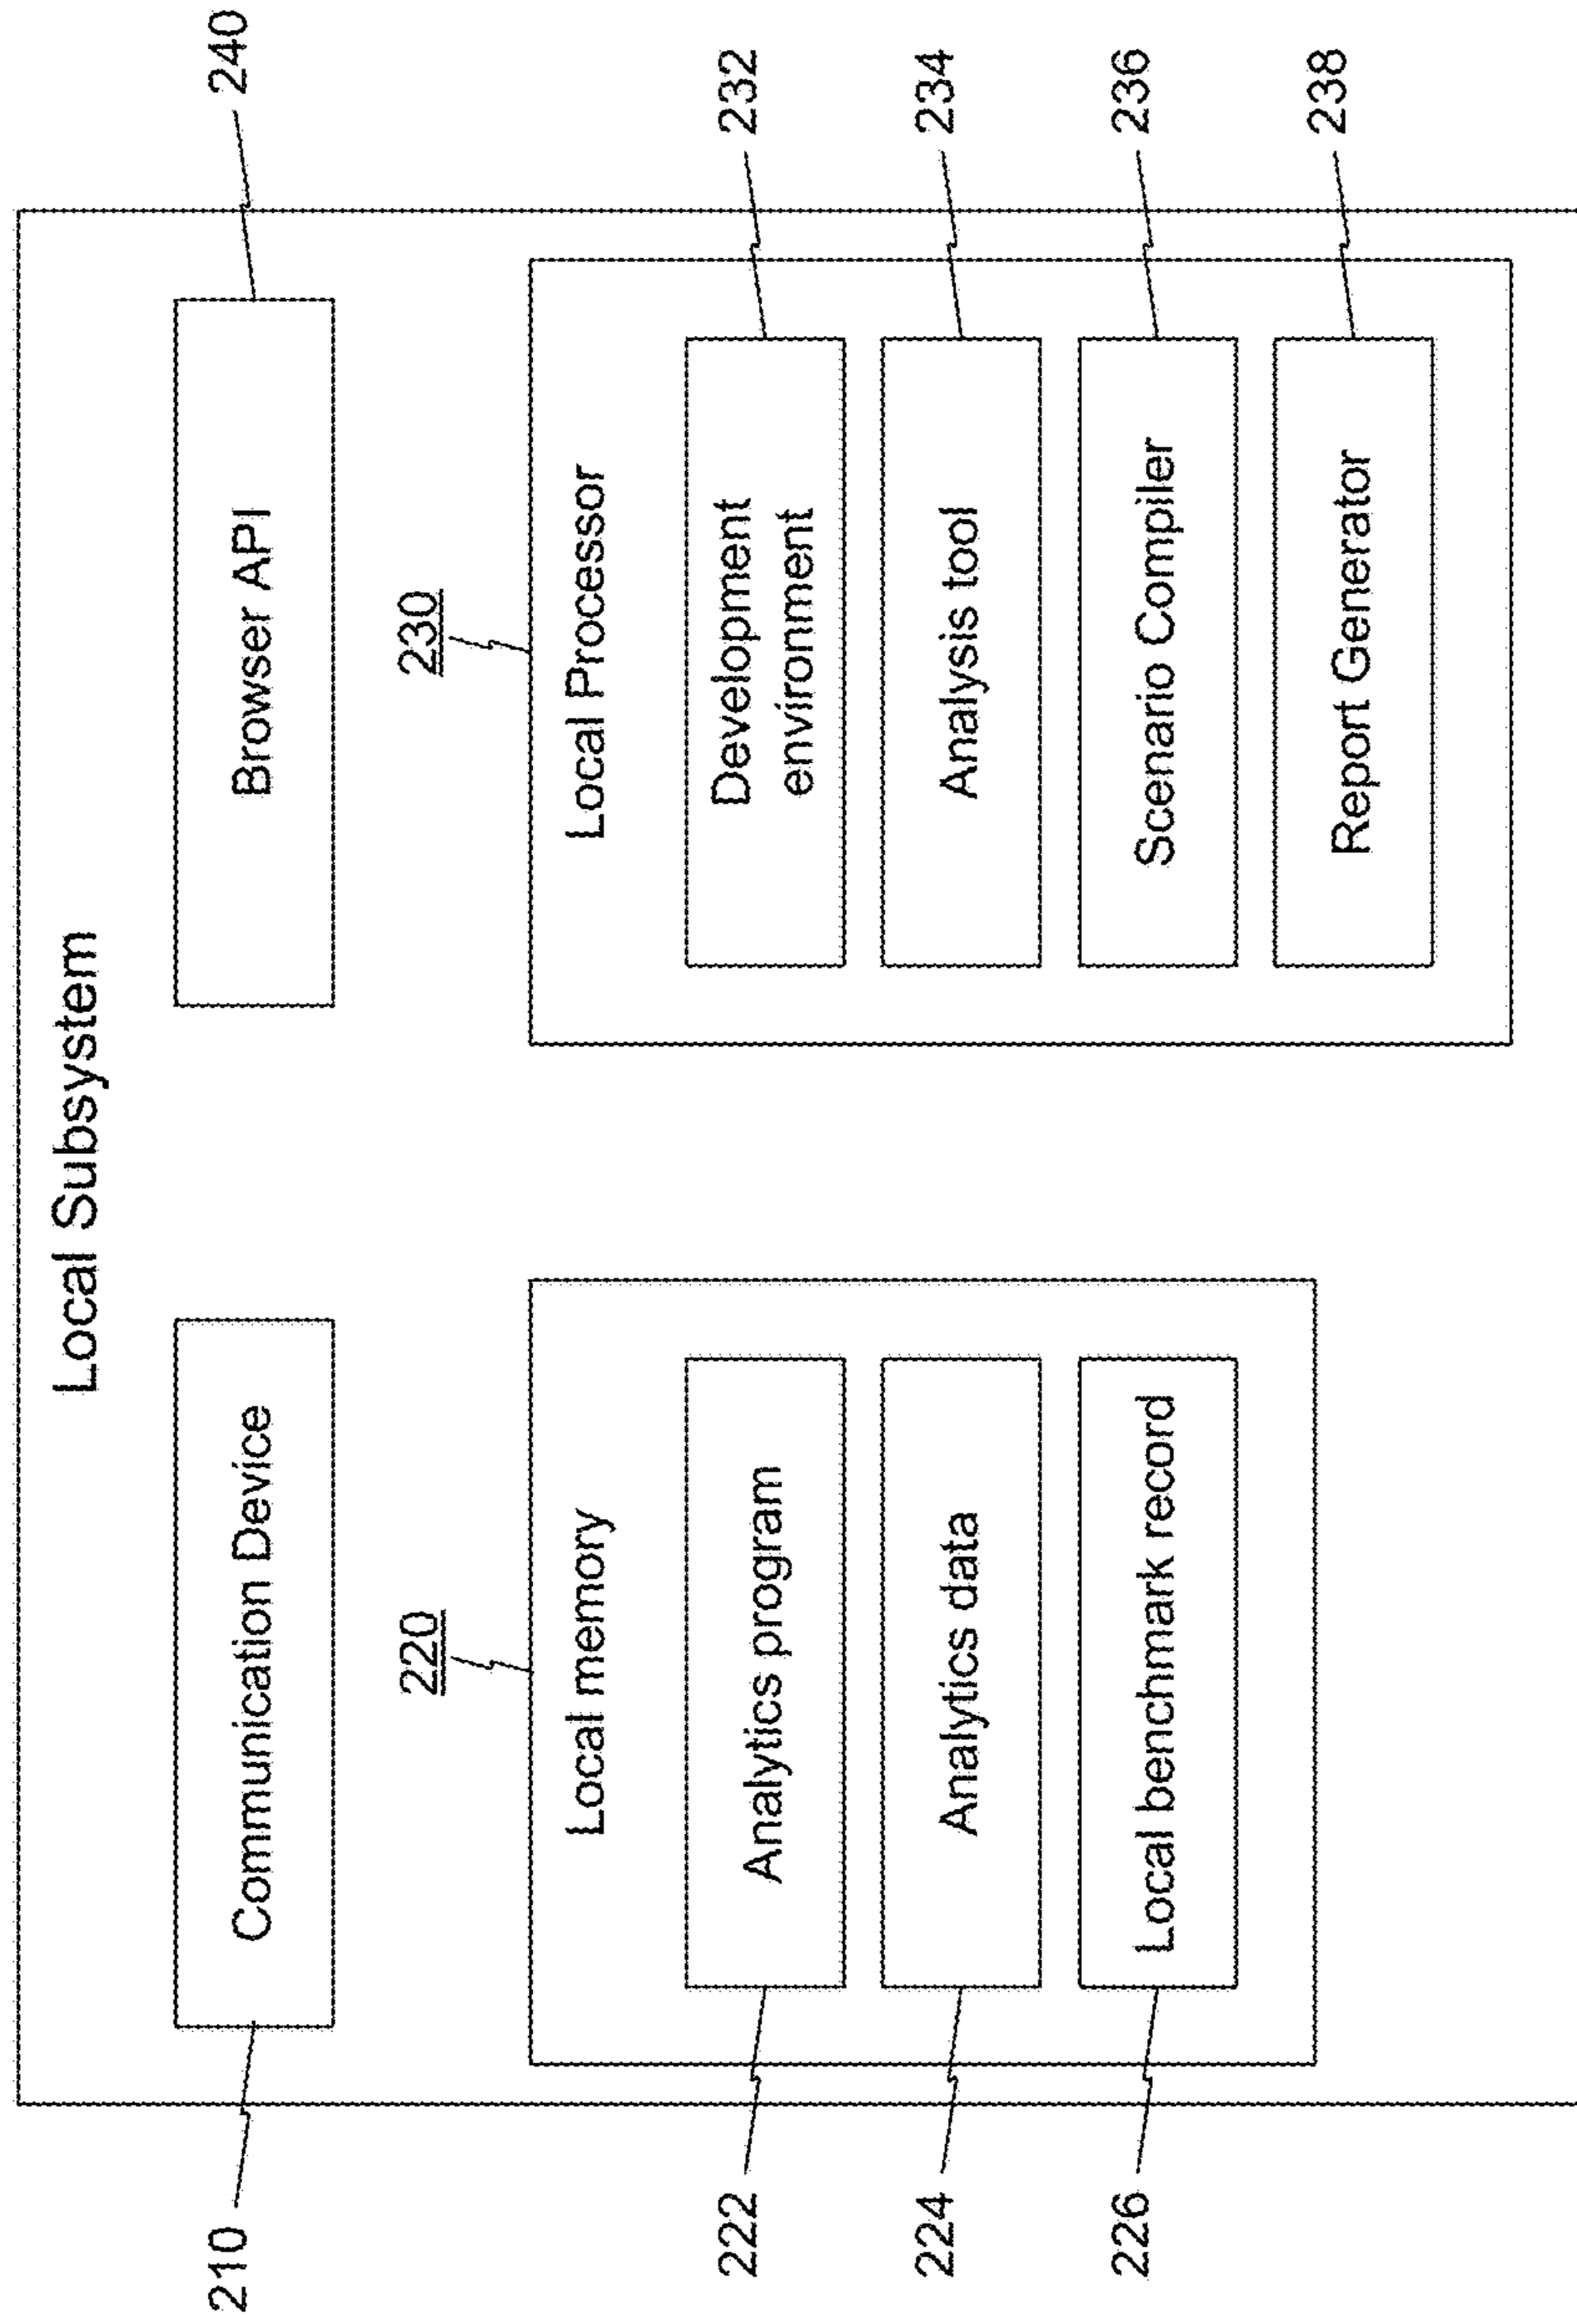 Local Subsystem
210
Communication Device
Browser API
240
220
Local memory
222
Analytics program
224
Analytics data
226
Local benchmark record
230
Local Processor
Development
environment
232
Analysis tool
234
Scenario Compiler
236
Report Generator
238